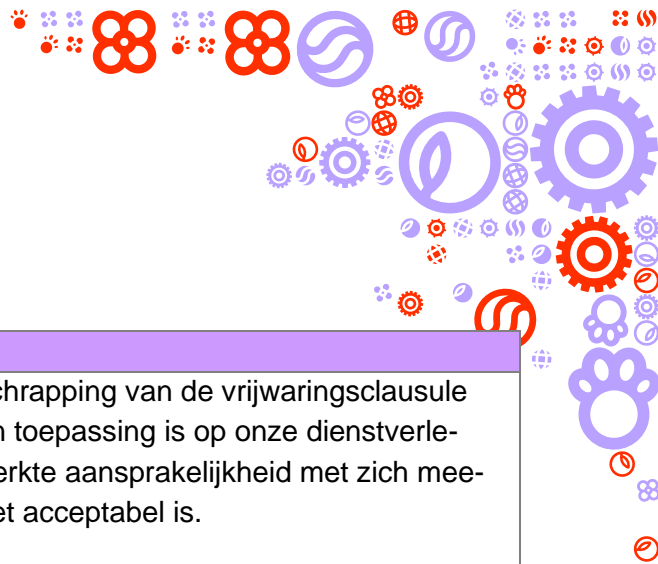 chrapping van de vrijwaringsclausule
n toepassing is op onze dienstverle-
erkte aansprakelijkheid met zich mee-
et acceptabel is.